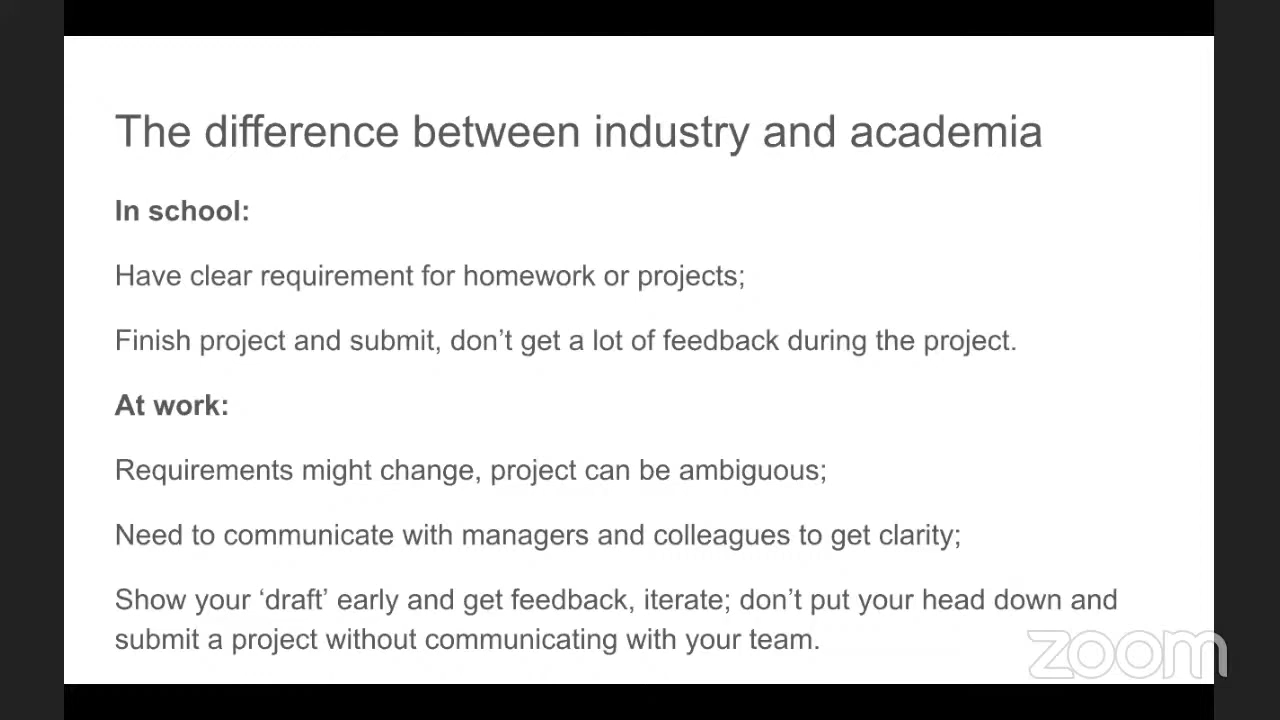 The difference between industry and academia
In school:
Have clear requirement for homework or projects;
Finish project and submit, don’t get a lot of feedback during the project.
At work:
Requirements might change, project can be ambiguous;
Need to communicate with managers and colleagues to get clarity;
Show your ‘draft’ early and get feedback, iterate; don’t put your head down and
submit a project without communicating with your team.
zoom